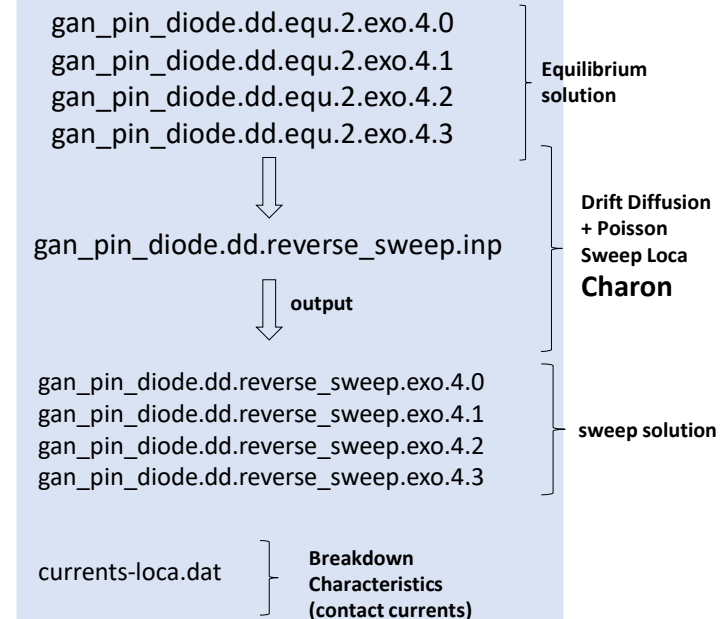 gan_pin_diode.dd.equ.2.exo.4.0
gan_pin_diode.dd.equ.2.exo.4.1
gan_pin_diode.dd.equ.2.exo.4.2
gan_pin_diode.dd.equ.2.exo.4.3
Equilibrium
solution
gan_pin_diode.dd.reverse_sweep.inp
Drift Diffusion
+ Poisson
Sweep Loca
Charon
output
gan_pin_diode.dd.reverse_sweep.exo.4.0
gan_pin_diode.dd.reverse_sweep.exo.4.1
gan_pin_diode.dd.reverse_sweep.exo.4.2
gan_pin_diode.dd.reverse_sweep.exo.4.3
sweep solution
currents-loca.dat
Breakdown
Characteristics
(contact currents)